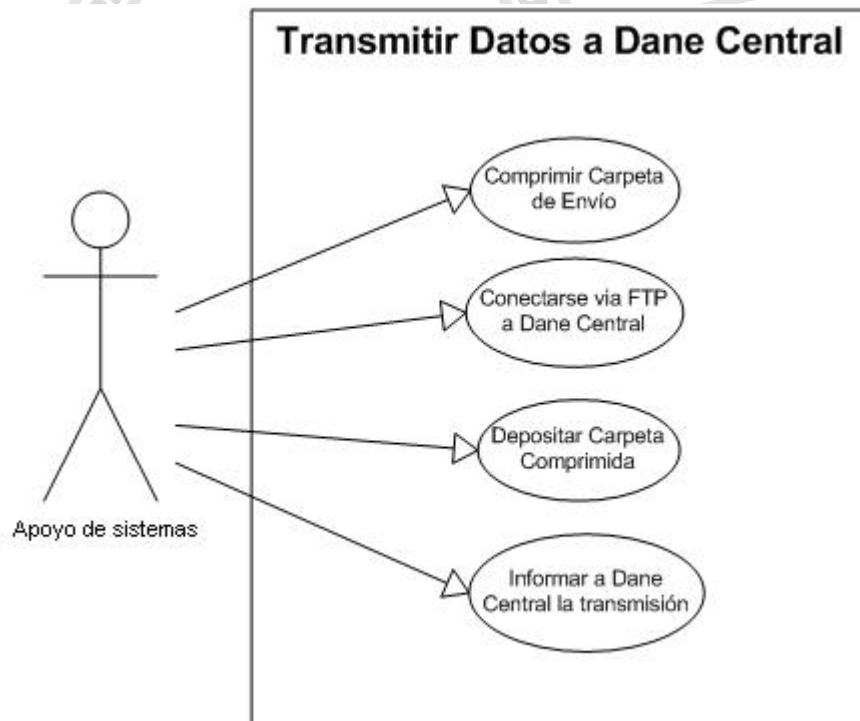 Transmitir Datos a Dane Central
Comprimir Carpeta
de Envío
Conectarse via FTP
a Dane Central
Depositar Carpeta
Comprimida
Informar a Dane
Central la transmisión
Apoyo de sistemas